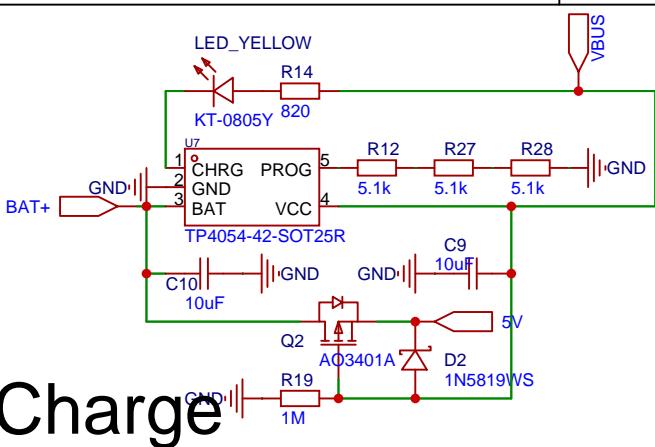 VBUS
LED_YELLOW
R14
KT-0805Y
820
U7
1
CHRG
PROG
5
R12
R27
R28
GND
2
GND
GND
BAT+
3
BAT
VCC
4
5.1k
5.1k
5.1k
TP4054-42-SOT25R
C10
10uF
GND
GND
C9
10uF
Q2
AO3401A
5V
D2
1N5819WS
GND
R19
1M
Charge